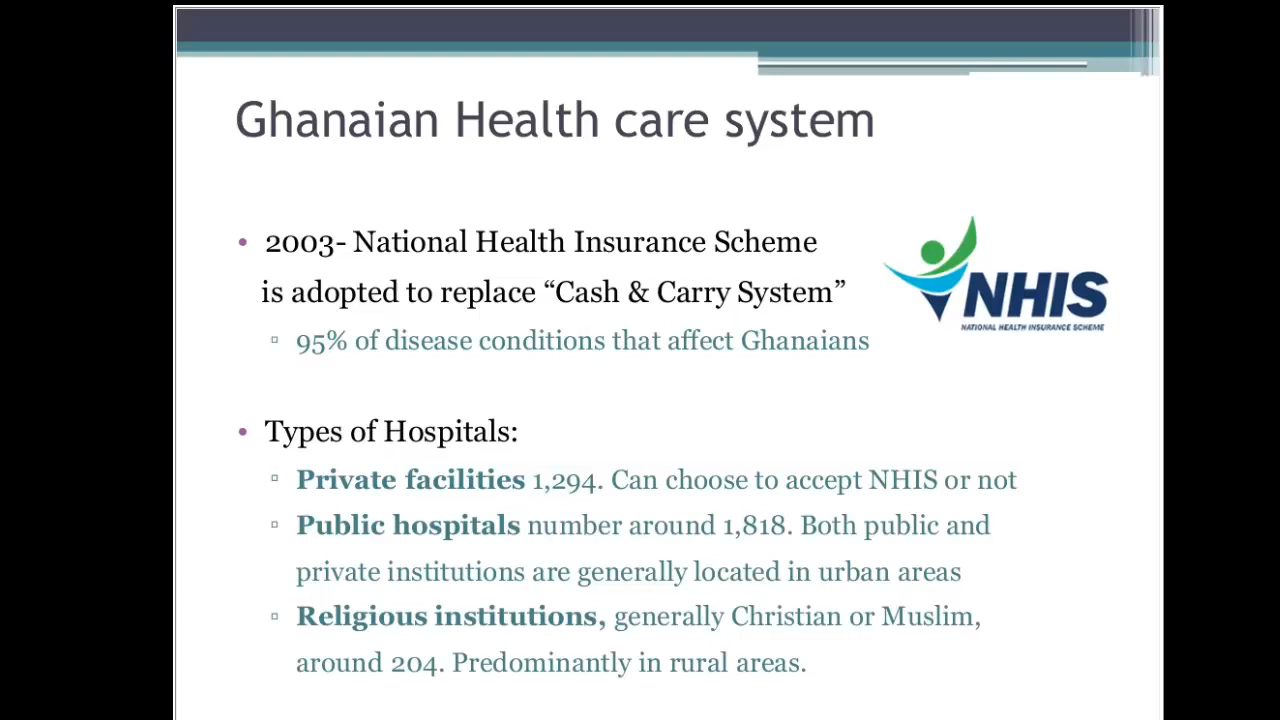 Ghanaian Health care system
• 2003- National Health Insurance Scheme
is adopted to replace “Cash & Carry System”
▫ 95% of disease conditions that affect Ghanaians
NHIS
NATIONAL HEALTH INSURANCE SCHEME
• Types of Hospitals:
▫ Private facilities 1,294. Can choose to accept NHIS or not
▫ Public hospitals number around 1,818. Both public and
private institutions are generally located in urban areas
▫ Religious institutions, generally Christian or Muslim,
around 204. Predominantly in rural areas.